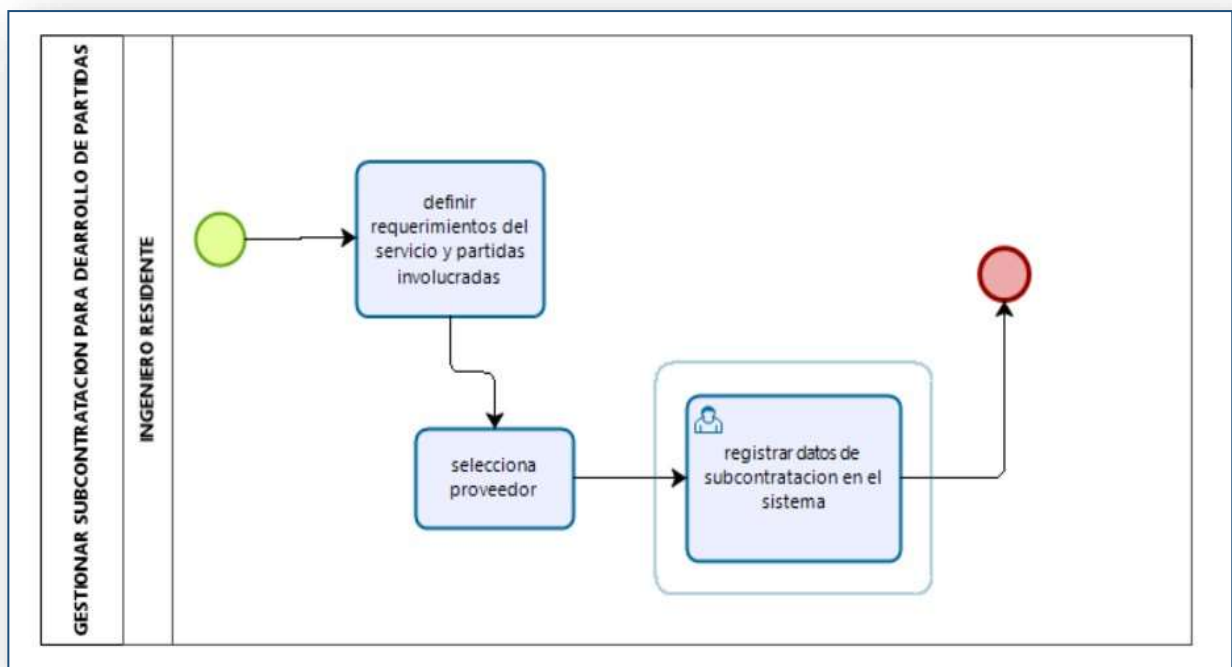 GESTIONAR SUBCONTRATACION PARA DEARROLLO DE PARTIDAS
INGENIERO RESIDENTE
definir
requerimientos del
servicio y partidas
involucradas
selecciona
proveedor
registrar datos de
subcontratacion en el
sistema